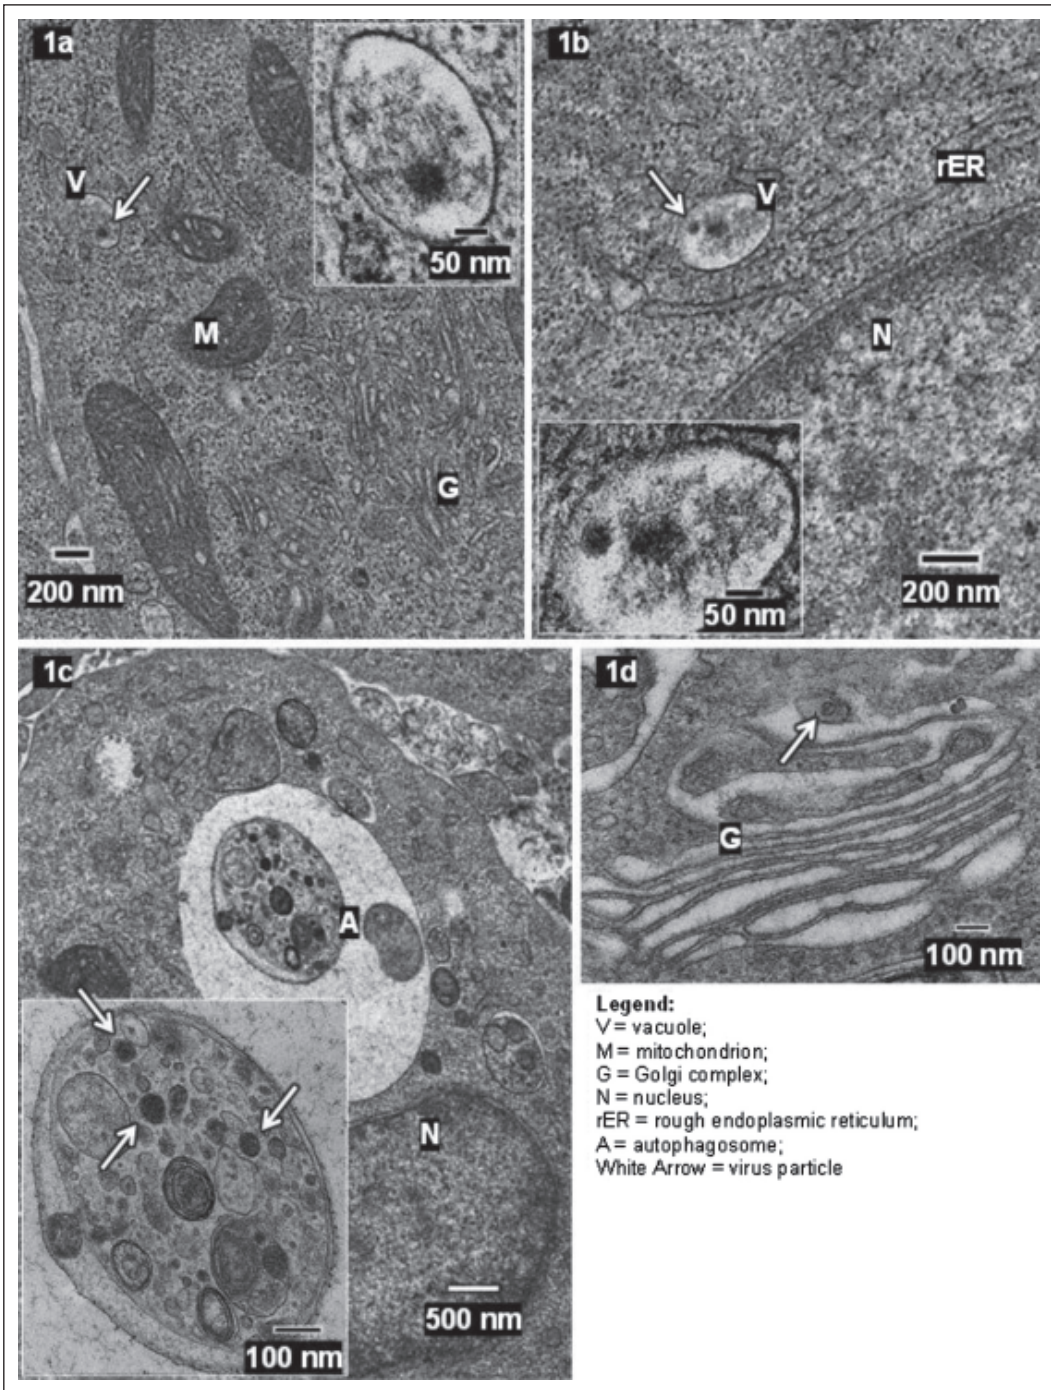 1a
V
M
G
50 nm
200 nm
1b
rER
V
N
50 nm
200 nm
1c
A
N
100 nm
500 nm
1d
G
100 nm
Legend:
V = vacuole;
M = mitochondrion;
G = Golgi complex;
N = nucleus;
rER = rough endoplasmic reticulum;
A = autophagosome;
White Arrow = virus particle